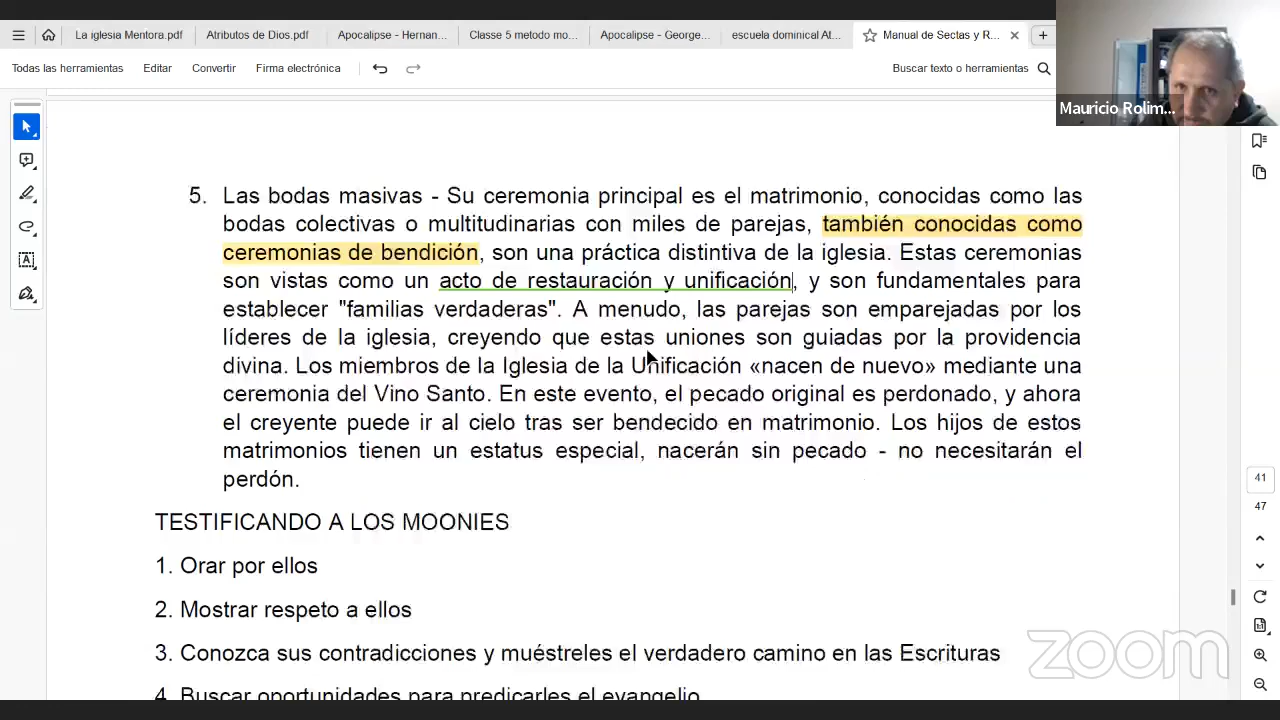 La iglesia Mentora.pdf
Atributos de Dios.pdf
Apocalipse - Hernan...
Classe 5 metodo mo...
Apocalipse - George...
escuela dominical At...
Manual de Sectas y R...
Todas las herramientas
Editar
Convertir
Firma electrónica
Buscar texto o herramientas
Mauricio Rolim...
5. Las bodas masivas - Su ceremonia principal es el matrimonio, conocidas como las
bodas colectivas o multitudinarias con miles de parejas, también conocidas como
ceremonias de bendición, son una práctica distintiva de la iglesia. Estas ceremonias
son vistas como un acto de restauración y unificación, y son fundamentales para
establecer "familias verdaderas". A menudo, las parejas son emparejadas por los
líderes de la iglesia, creyendo que estas uniones son guiadas por la providencia
divina. Los miembros de la Iglesia de la Unificación «nacen de nuevo» mediante una
ceremonia del Vino Santo. En este evento, el pecado original es perdonado, y ahora
el creyente puede ir al cielo tras ser bendecido en matrimonio. Los hijos de estos
matrimonios tienen un estatus especial, nacerán sin pecado - no necesitarán el
perdón.
TESTIFICANDO A LOS MOONIES
1. Orar por ellos
2. Mostrar respeto a ellos
3. Conozca sus contradicciones y muéstreles el verdadero camino en las Escrituras
4. Buscar oportunidades para predicarles el evangelio
41
47
zoom